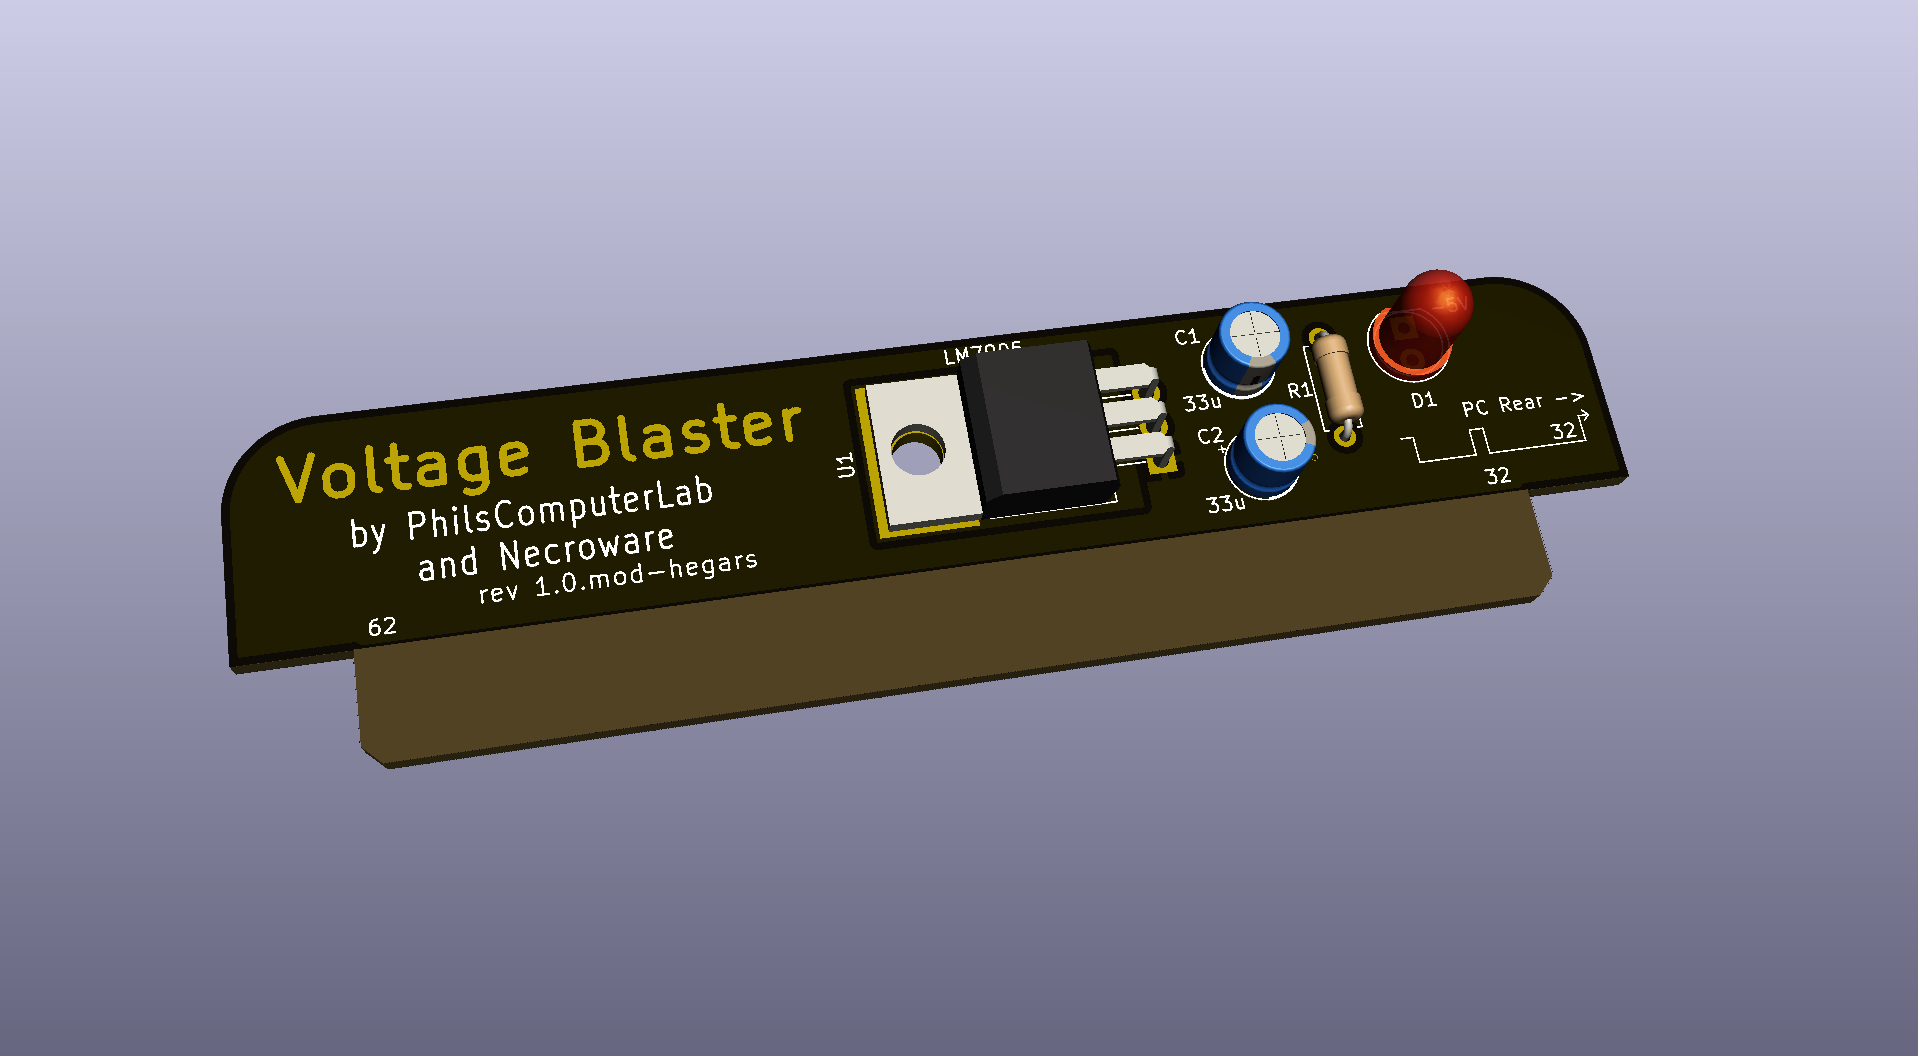 Voltage Blaster
by PhilsComputerLab
and Necroware
rev 1.0.mod-hegars
62
U1
C1
33u
C2
+
33u
R1
-5V
D1
PC Rear ->
32
32